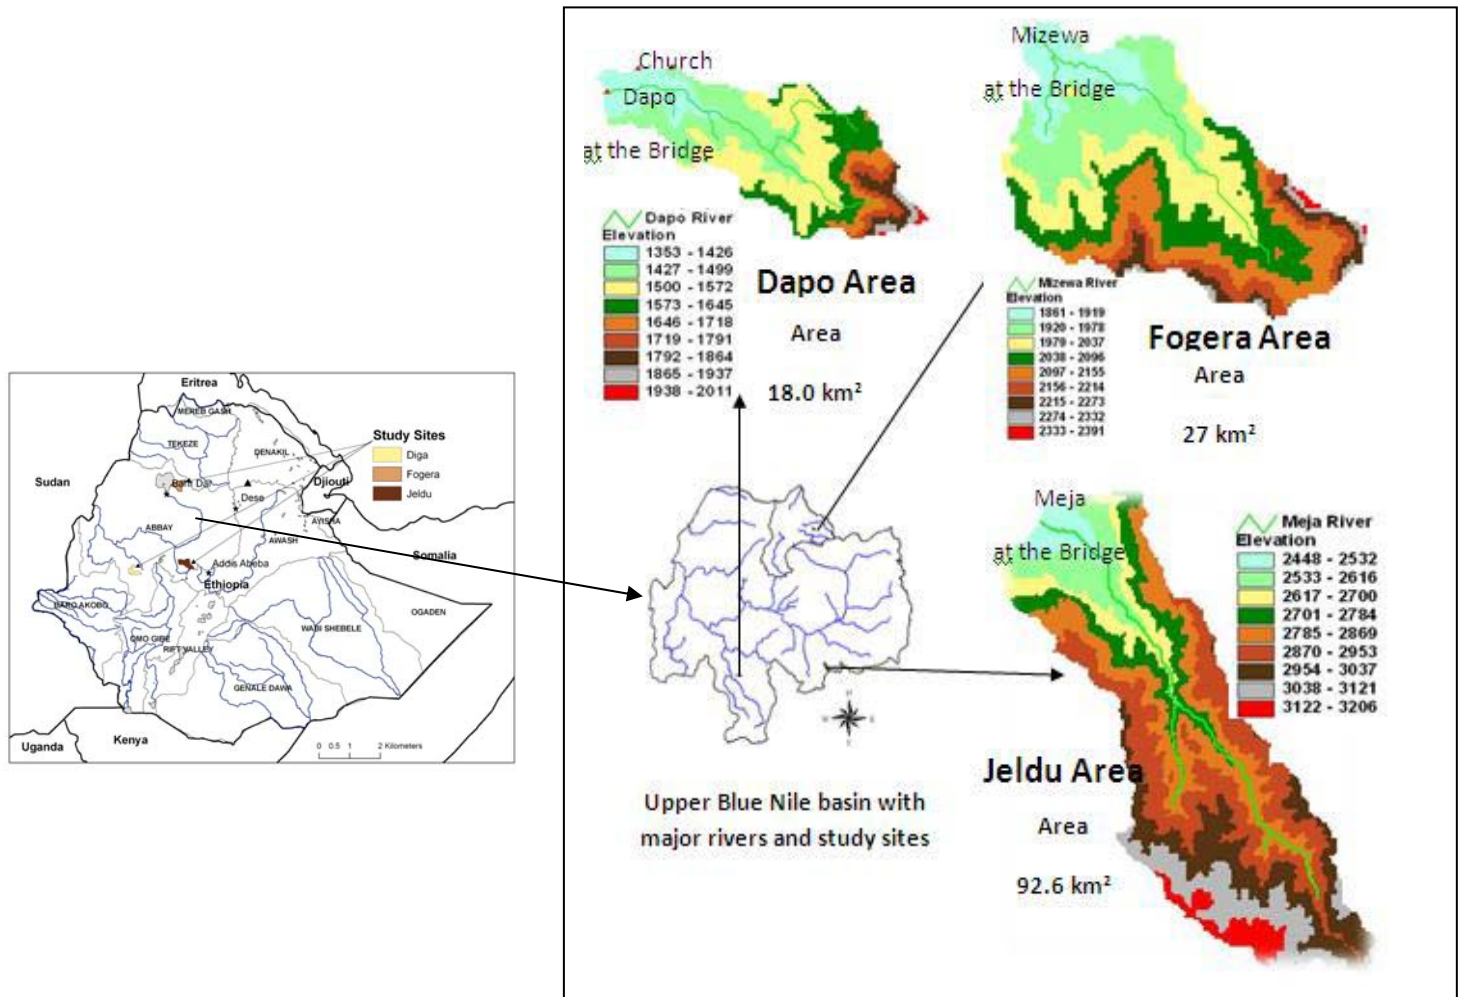 Eritrea
MEREB GASH
TEKEZE
DENAKIL
Study Sites
Diga
Fogera
Jeldu
Sudan
Bahir Dar
Dese
Djiouti
AYISHA
ABBAY
AWASH
Somalia
Addis Abeba
Ethiopia
BARO AKOBO
OGADEN
OMO GIBE
WABI SHEBELE
RIFT VALLEY
GENALE DAWA
Uganda
Kenya
0 0.5 1 2 Kilometers
Church
Dapo
at the Bridge
Dapo River
Elevation
1353 - 1426
1427 - 1499
1500 - 1572
1573 - 1645
1646 - 1718
1719 - 1791
1792 - 1864
1865 - 1937
1938 - 2011
Dapo Area
Area
18.0 km²
Mizewa
at the Bridge
Mizewa River
Elevation
1861 - 1919
1920 - 1978
1979 - 2037
2038 - 2096
2097 - 2155
2156 - 2214
2215 - 2273
2274 - 2332
2333 - 2391
Fogera Area
Area
27 km²
Meja
at the Bridge
Meja River
Elevation
2448 - 2532
2533 - 2616
2617 - 2700
2701 - 2784
2785 - 2869
2870 - 2953
2954 - 3037
3038 - 3121
3122 - 3206
Jeldu Area
Area
92.6 km²
Upper Blue Nile basin with
major rivers and study sites